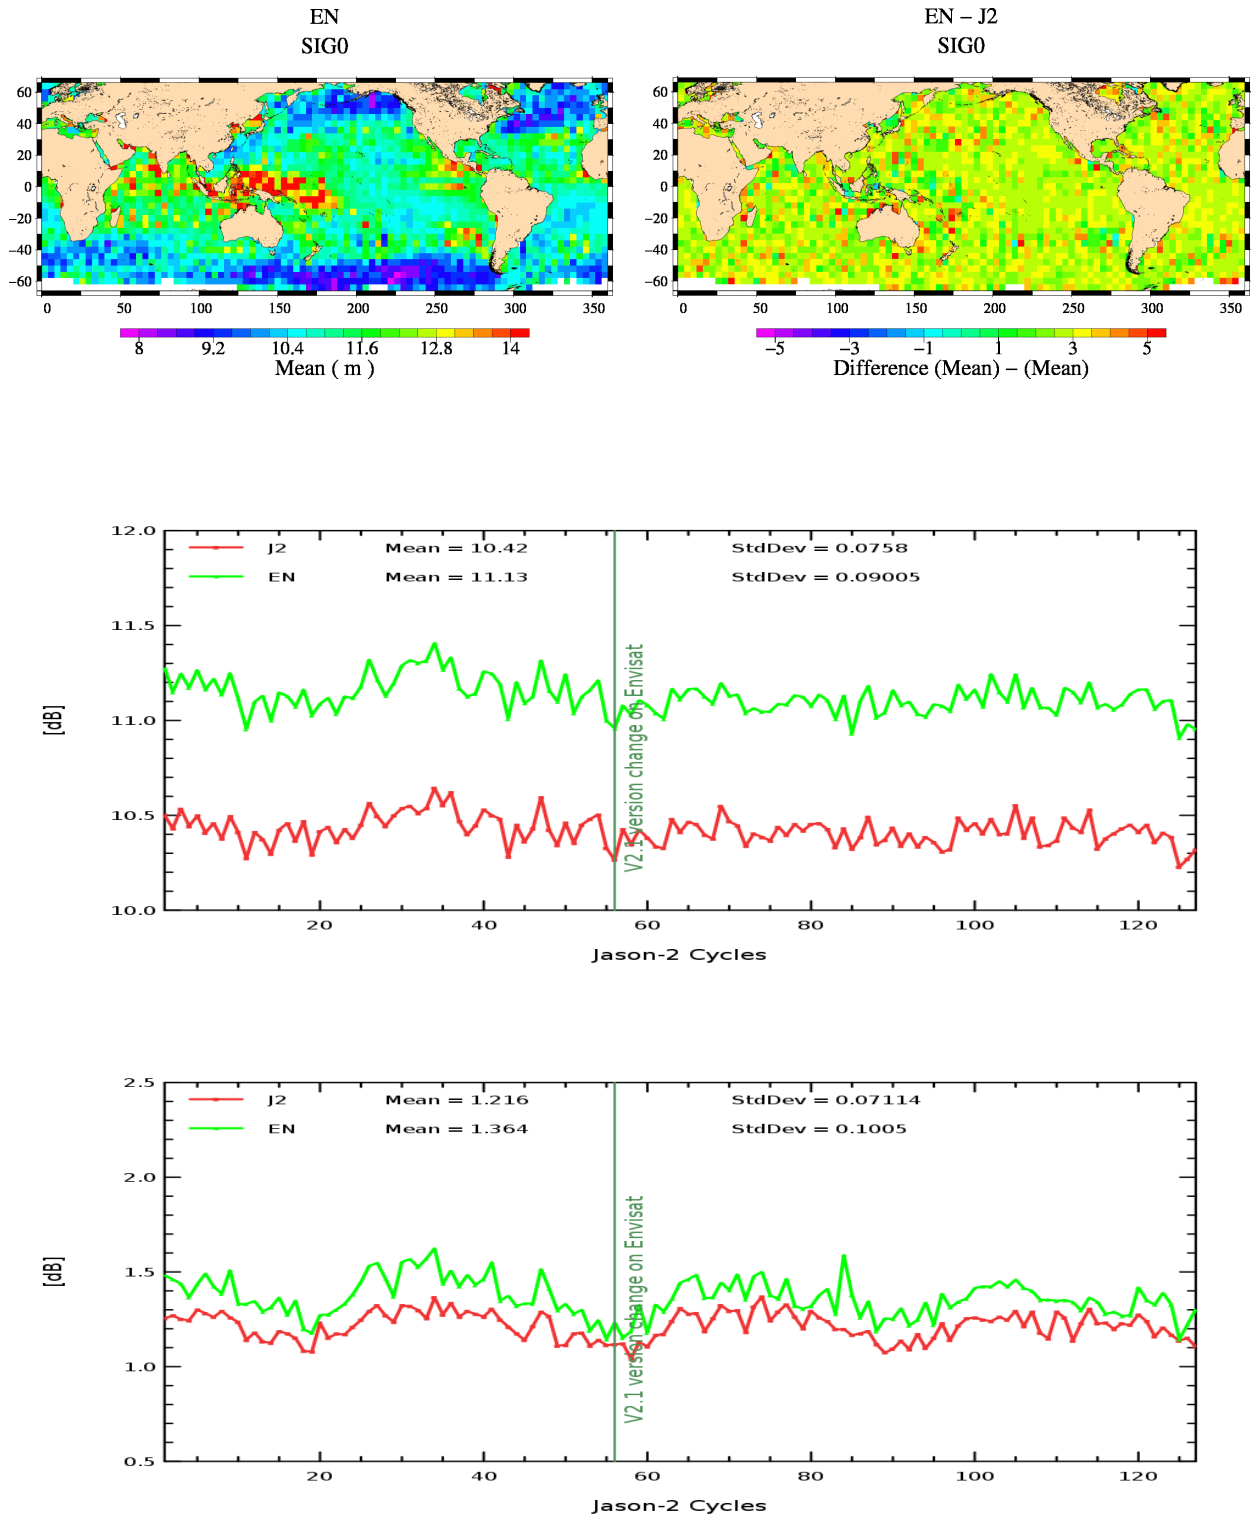 EN
SIG0
60
40
20
0
−20
−40
−60
0 50 100 150 200 250 300 350
8 9.2 10.4 11.6 12.8 14
Mean ( m )
EN − J2
SIG0
60
40
20
0
−20
−40
−60
0 50 100 150 200 250 300 350
−5 −3 −1 1 3 5
Difference (Mean) − (Mean)
12.0
11.5
11.0
10.5
10.0
[dB]
J2 Mean = 10.42 StdDev = 0.0758
EN Mean = 11.13 StdDev = 0.09005
V2.1 version change on Envisat
20 40 60 80 100 120
Jason-2 Cycles
2.5
2.0
1.5
1.0
0.5
[dB]
J2 Mean = 1.216 StdDev = 0.07114
EN Mean = 1.364 StdDev = 0.1005
V2.1 version change on Envisat
20 40 60 80 100 120
Jason-2 Cycles